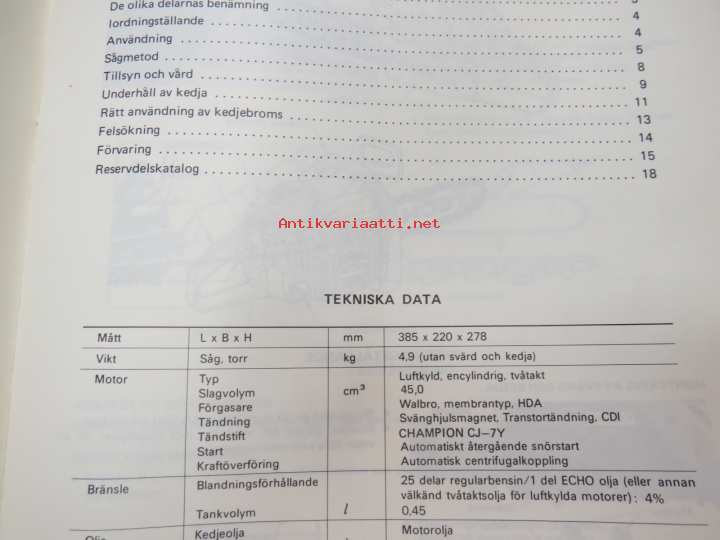 De olika delarnas benämning
Iordningställande 4
Användning 4
Sågmetod 5
Tillsyn och vård 8
Underhåll av kedja 9
Rätt användning av kedjebroms 11
Felsökning 13
Förvaring 14
Reservdelskatalog 15
18
Antikvariaatti.net
TEKNISKA DATA
Mått L x B x H mm 385 x 220 x 278
Vikt Såg, torr kg 4,9 (utan svärd och kedja)
Motor Typ Luftkyld, encylindrig, tvåtakt
Slagvolym cm³ 45,0
Förgasare Walbro, membrantyp, HDA
Tändning Svänghjulsmagnet, Transtortändning, CDI
Tändstift CHAMPION CJ–7Y
Start Automatiskt återgående snörstart
Kraftöverföring Automatisk centrifugalkoppling
Bränsle Blandningsförhållande 25 delar regularbensin/1 del ECHO olja (eller annan
välkänd tvåtaktsolja för luftkylda motorer): 4%
Tankvolym l 0,45
Olja Kedjeolja Motorolja